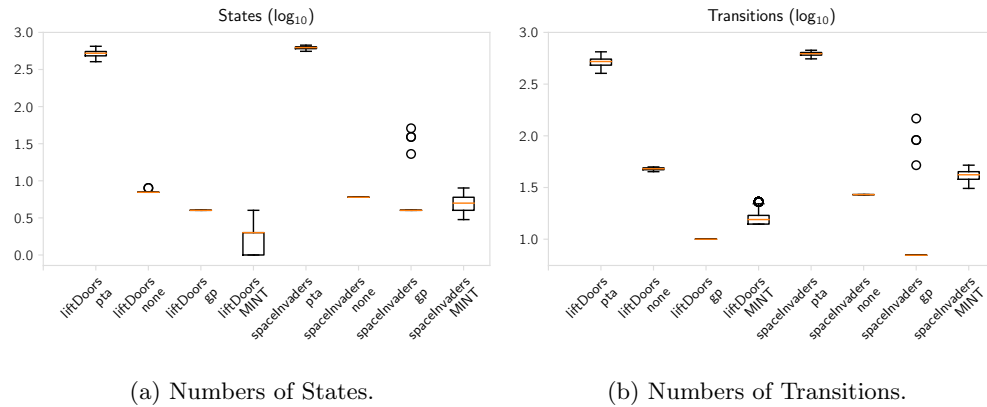 States (log₁₀)
3.0
2.5
2.0
1.5
1.0
0.5
0.0
liftDoors
pta
liftDoors
none
liftDoors
gp
liftDoors
MINT
spaceInvaders
pta
spaceInvaders
none
spaceInvaders
gp
spaceInvaders
MINT
(a) Numbers of States.
Transitions (log₁₀)
3.0
2.5
2.0
1.5
1.0
liftDoors
pta
liftDoors
none
liftDoors
gp
liftDoors
MINT
spaceInvaders
pta
spaceInvaders
none
spaceInvaders
gp
spaceInvaders
MINT
(b) Numbers of Transitions.